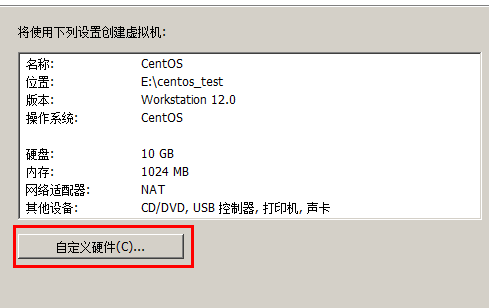 将使用下列设置创建虚拟机:
名称: CentOS
位置: E:\centos_test
版本: Workstation 12.0
操作系统: CentOS
硬盘: 10 GB
内存: 1024 MB
网络适配器: NAT
其他设备: CD/DVD, USB 控制器, 打印机, 声卡
自定义硬件(C)...